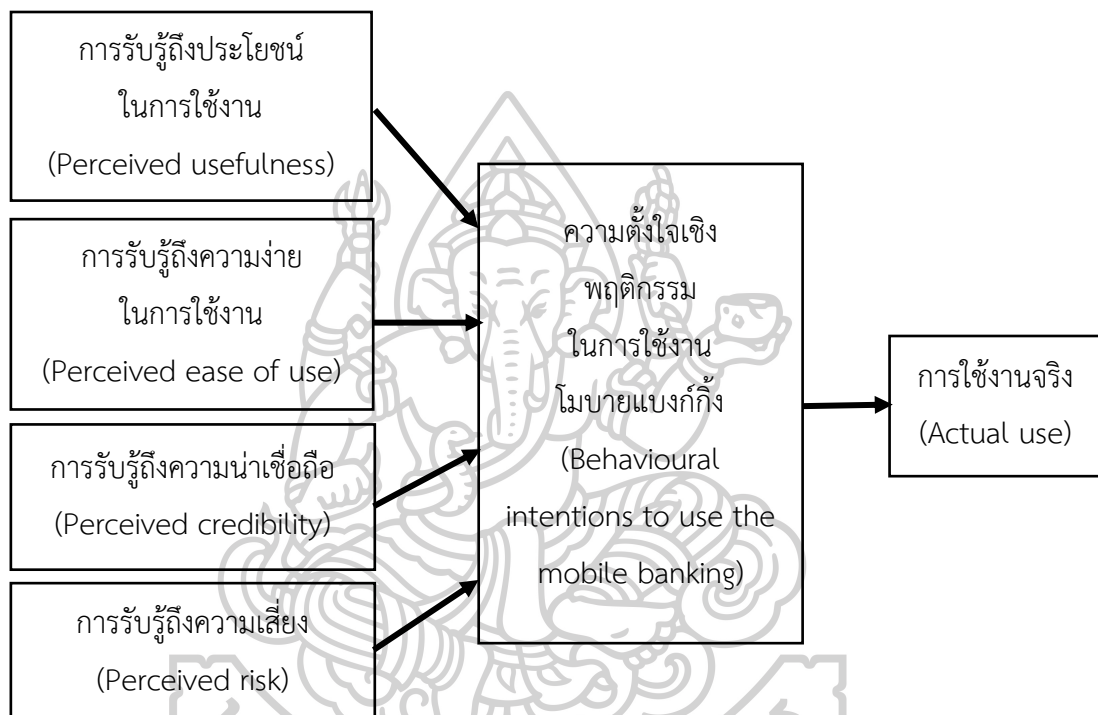 การรับรู้ถึงประโยชน์
ในการใช้งาน
(Perceived usefulness)
การรับรู้ถึงความง่าย
ในการใช้งาน
(Perceived ease of use)
การรับรู้ถึงความน่าเชื่อถือ
(Perceived credibility)
การรับรู้ถึงความเสี่ยง
(Perceived risk)
ความตั้งใจเชิง
พฤติกรรม
ในการใช้งาน
โมบายแบงก์กิ้ง
(Behavioural
intentions to use the
mobile banking)
การใช้งานจริง
(Actual use)